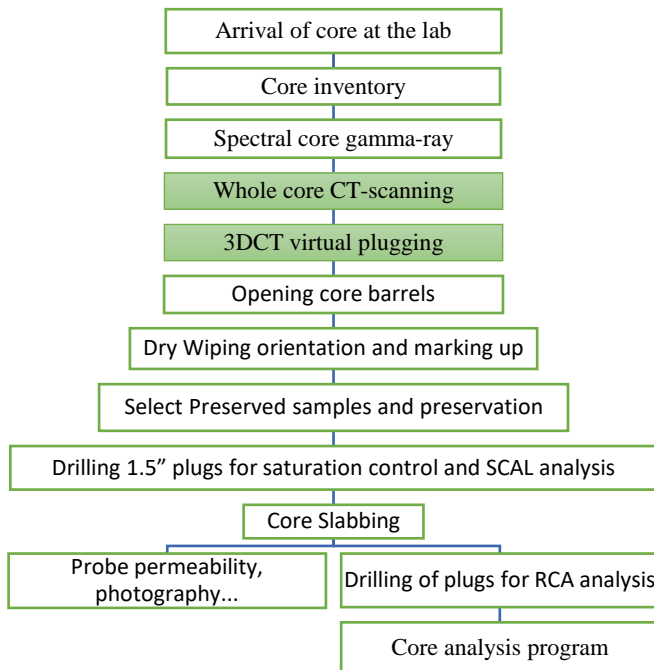 Arrival of core at the lab
Core inventory
Spectral core gamma-ray
Whole core CT-scanning
3DCT virtual plugging
Opening core barrels
Dry Wiping orientation and marking up
Select Preserved samples and preservation
Drilling 1.5” plugs for saturation control and SCAL analysis
Core Slabbing
Probe permeability,
photography...
Drilling of plugs for RCA analysis
Core analysis program